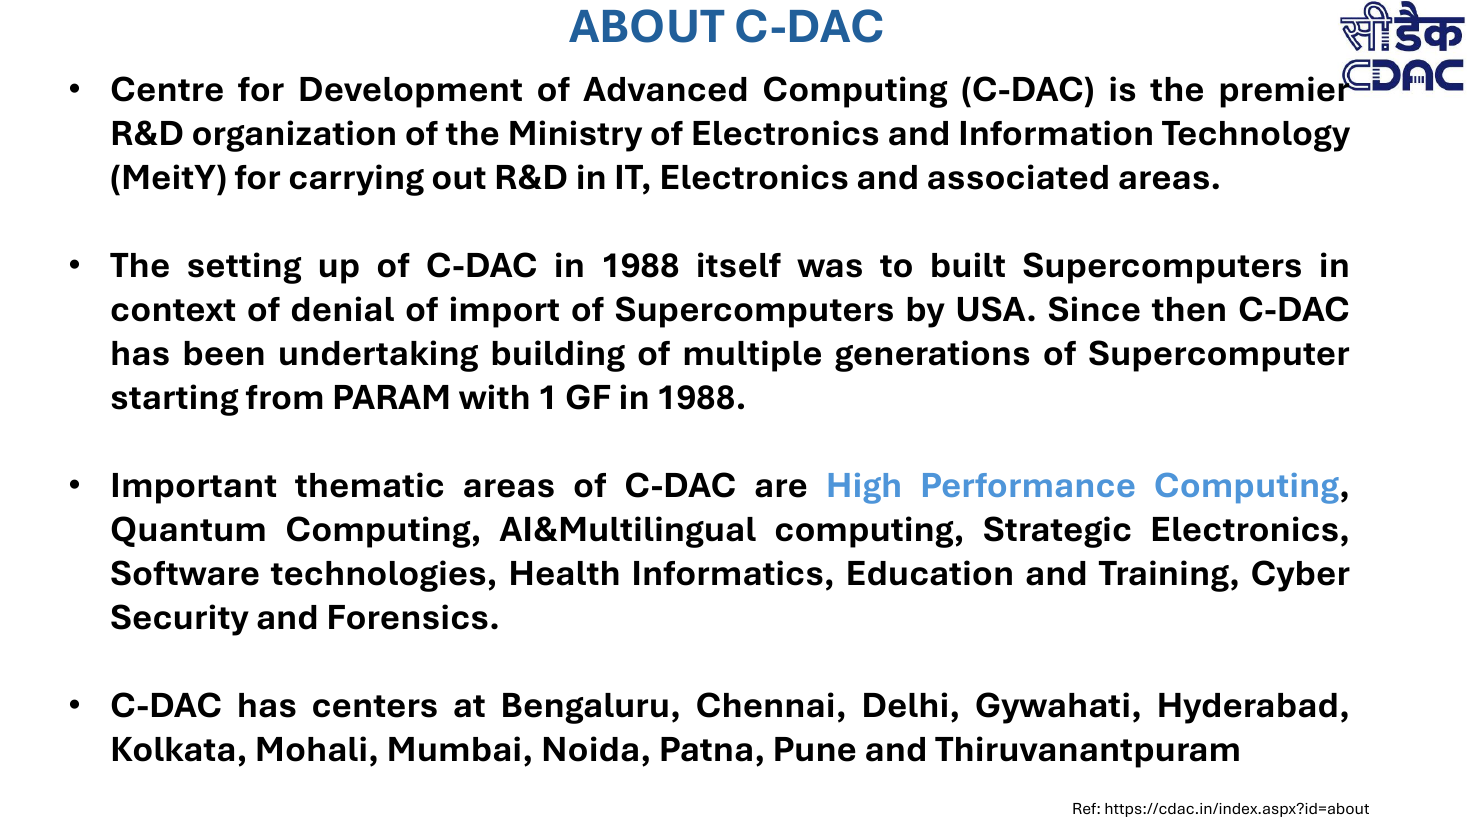 ABOUT C-DAC
सीडैक
CDAC
• Centre for Development of Advanced Computing (C-DAC) is the premier
R&D organization of the Ministry of Electronics and Information Technology
(MeitY) for carrying out R&D in IT, Electronics and associated areas.
• The setting up of C-DAC in 1988 itself was to built Supercomputers in
context of denial of import of Supercomputers by USA. Since then C-DAC
has been undertaking building of multiple generations of Supercomputer
starting from PARAM with 1 GF in 1988.
• Important thematic areas of C-DAC are High Performance Computing,
Quantum Computing, AI&Multilingual computing, Strategic Electronics,
Software technologies, Health Informatics, Education and Training, Cyber
Security and Forensics.
• C-DAC has centers at Bengaluru, Chennai, Delhi, Gywahati, Hyderabad,
Kolkata, Mohali, Mumbai, Noida, Patna, Pune and Thiruvanantpuram
Ref: https://cdac.in/index.aspx?id=about